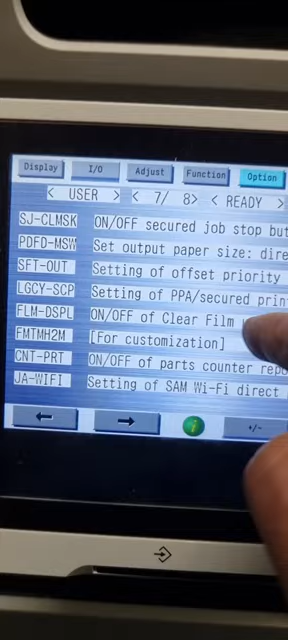 Display I/O Adjust Function Option
< USER > < 7/ 8> < READY >
SJ-CLMSK ON/OFF secured job stop but
PDFD-MSW Set output paper size: dire
SFT-OUT Setting of offset priority
LGCY-SCP Setting of PPA/secured prin
FLM-DSPL ON/OFF of Clear Film
FMTMH2M [For customization]
CNT-PRT ON/OFF of parts counter repo
JA-WIFI Setting of SAM Wi-Fi direct
+/-